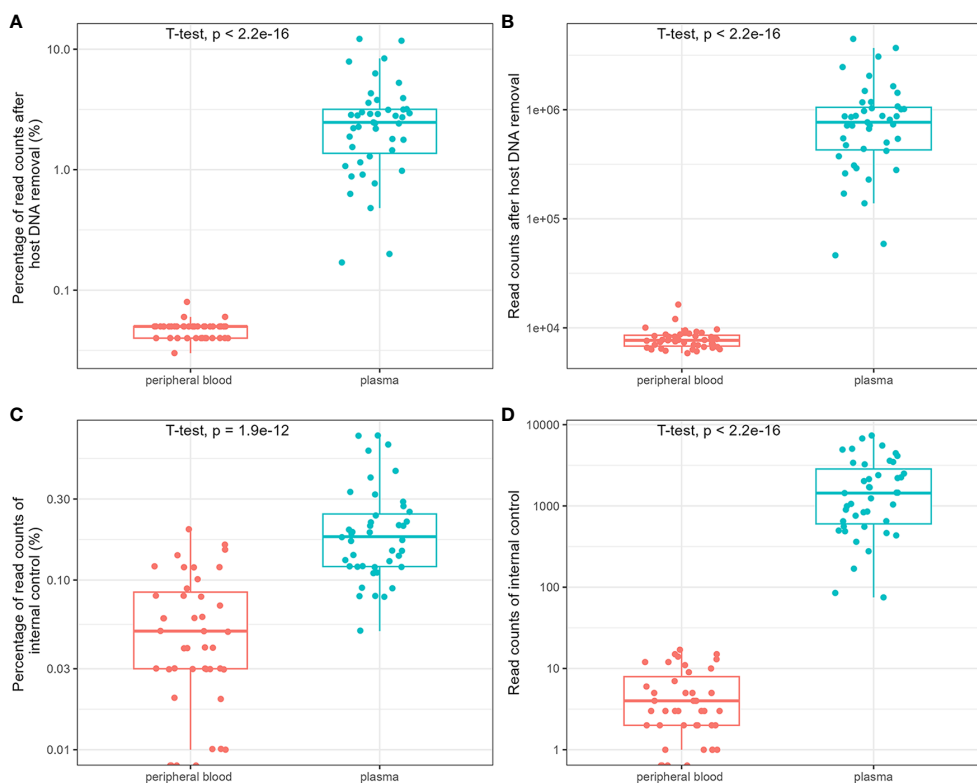 A
T-test, p < 2.2e-16
Percentage of read counts after
host DNA removal (%)
10.0
1.0
0.1
peripheral blood
plasma
B
T-test, p < 2.2e-16
Read counts after host DNA removal
1e+06
1e+05
1e+04
peripheral blood
plasma
C
T-test, p = 1.9e-12
Percentage of read counts of
internal control (%)
0.30
0.10
0.03
0.01
peripheral blood
plasma
D
T-test, p < 2.2e-16
Read counts of internal control
10000
1000
100
10
1
peripheral blood
plasma